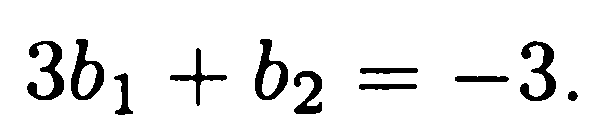 3b₁ + b₂ = −3.